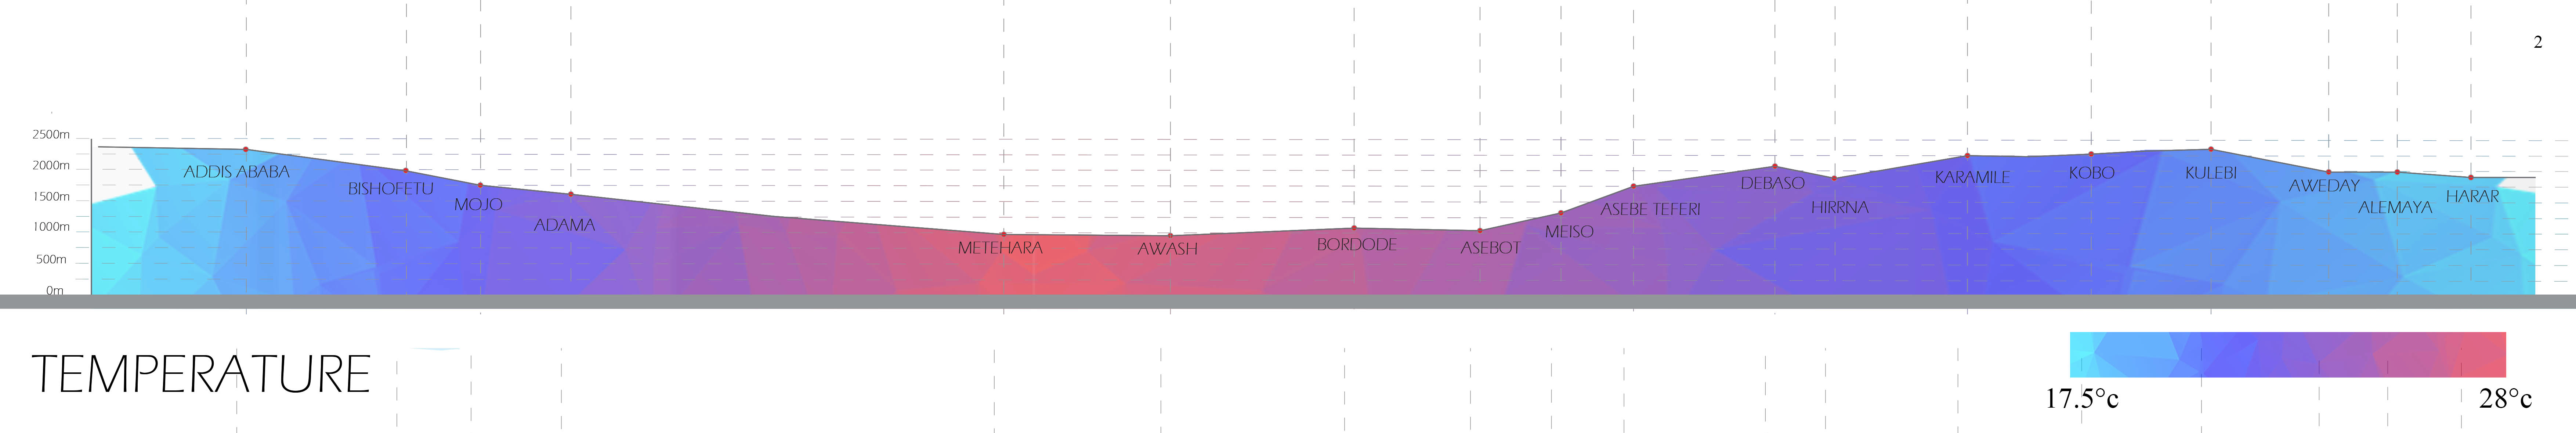 2
2500m
2000m
1500m
1000m
500m
0m
ADDIS ABABA
BISHOFETU
MOJO
ADAMA
METEHARA
AWASH
BORDODE
ASEBOT
MEISO
ASEBE TEFERI
DEBASO
HIRRNA
KARAMILE
KOBO
KULEBI
AWEDAY
ALEMAYA
HARAR
TEMPERATURE
17.5°c
28°c